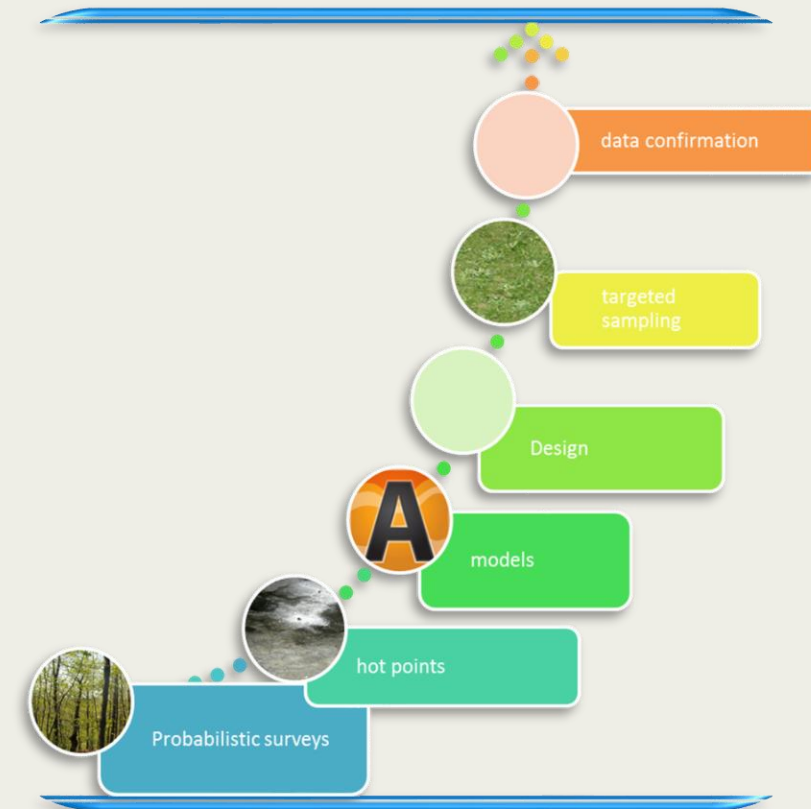 data confirmation
targeted
sampling
Design
A
models
hot points
Probabilistic surveys